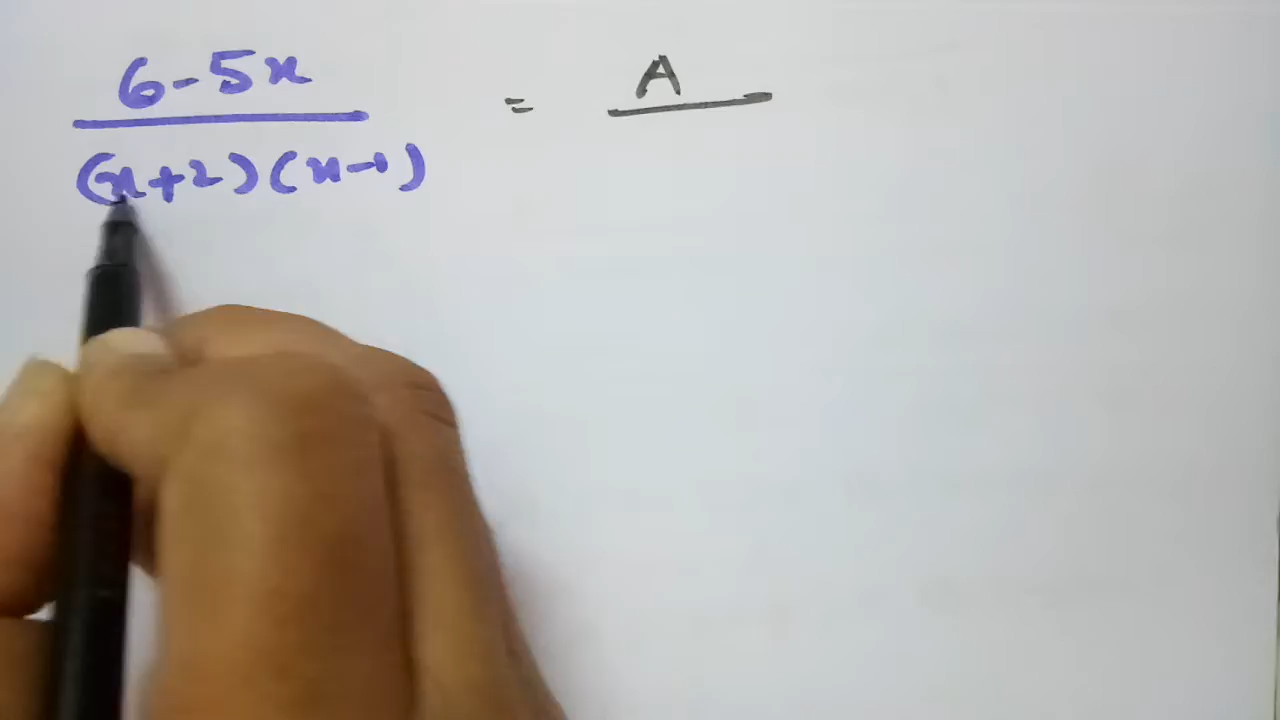 6-5x = A
(x+2)(x-1)